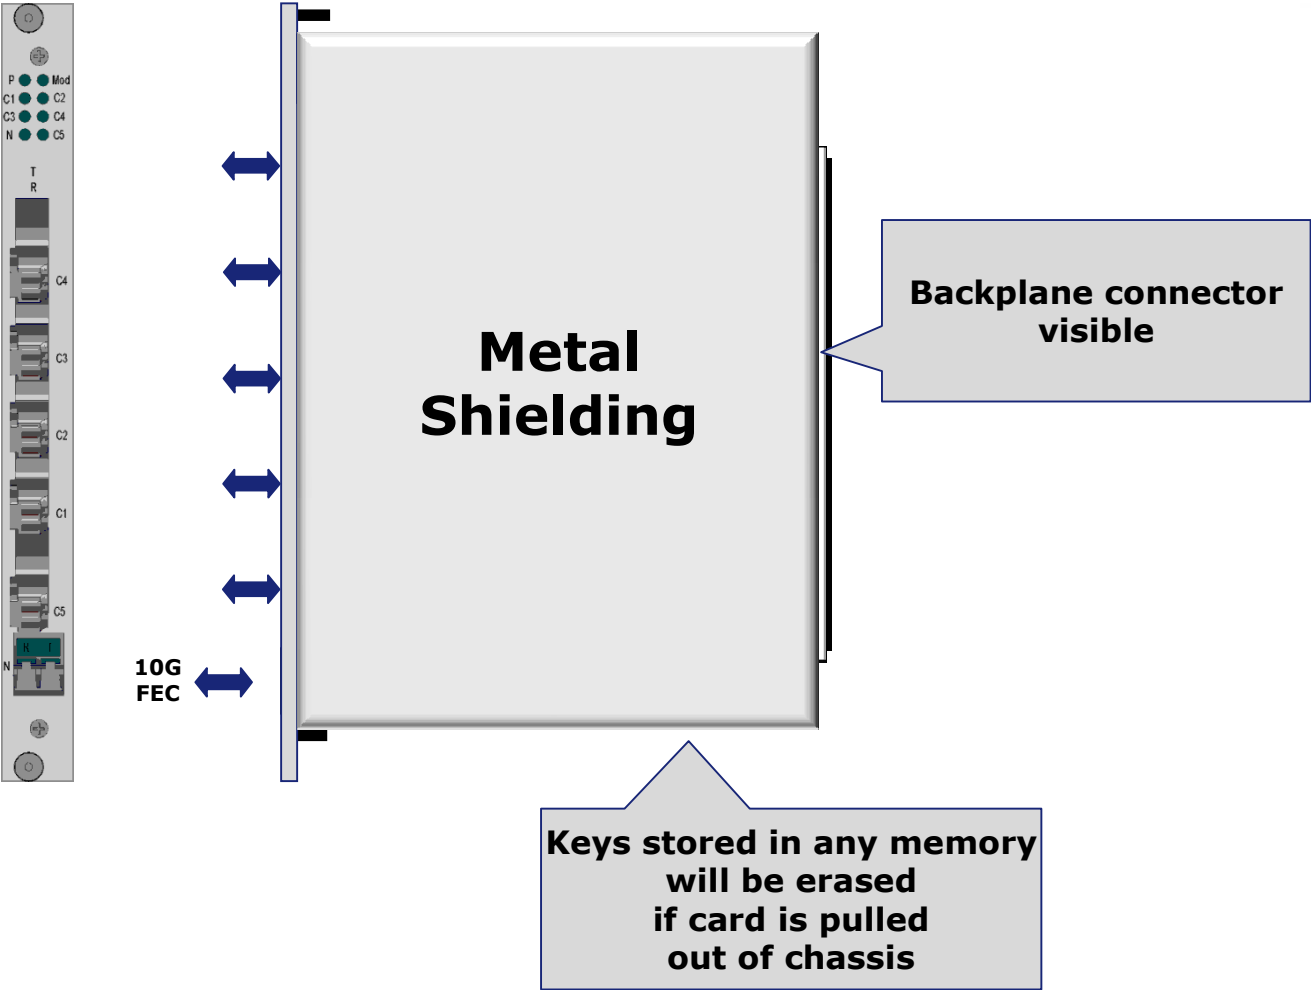 P Mod
C1 C2
C3 C4
N C5
T
R
C4
C3
C2
C1
C5
R T
N
10G
FEC
Metal
Shielding
Backplane connector
visible
Keys stored in any memory
will be erased
if card is pulled
out of chassis